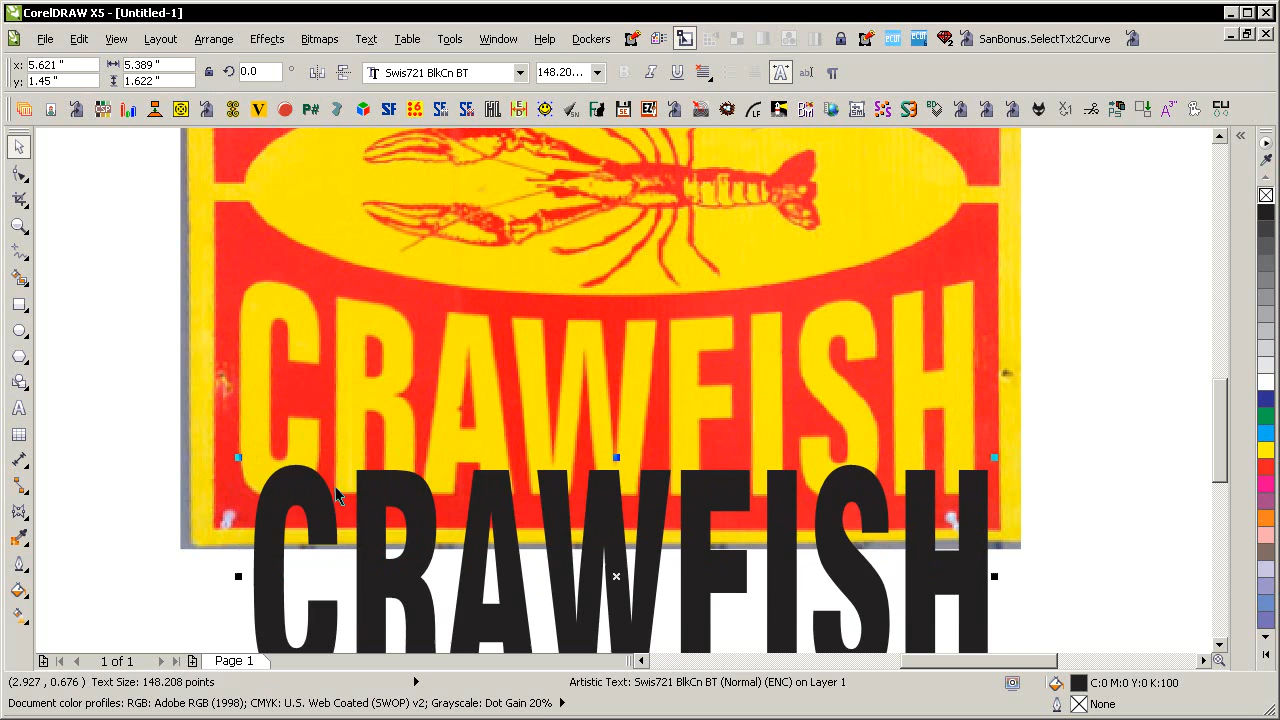 CorelDRAW X5 - [Untitled-1]
File Edit View Layout Arrange Effects Bitmaps Text Table Tools Window Help Dockers SanBonus.SelectTxt2Curve
x: 5.621 " 5.389 " 0.0 ° Swis721 BlkCn BT 148.20...
y: 1.45 " 1.622 "
CRAWFISH
CRAWFISH
1 of 1 Page 1
(2.927 , 0.676 ) Text Size: 148.208 points Artistic Text: Swis721 BlkCn BT (Normal) (ENC) on Layer 1 C:0 M:0 Y:0 K:100
Document color profiles: RGB: Adobe RGB (1998); CMYK: U.S. Web Coated (SWOP) v2; Grayscale: Dot Gain 20% None